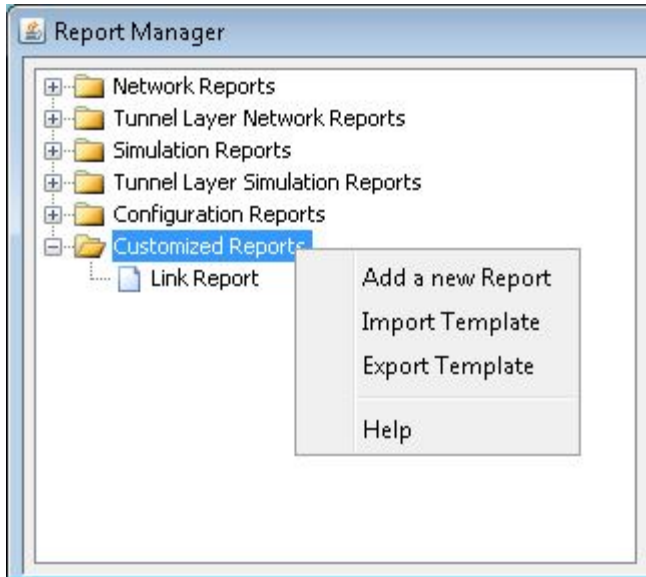 Report Manager
Network Reports
Tunnel Layer Network Reports
Simulation Reports
Tunnel Layer Simulation Reports
Configuration Reports
Customized Reports
Link Report
Add a new Report
Import Template
Export Template
Help